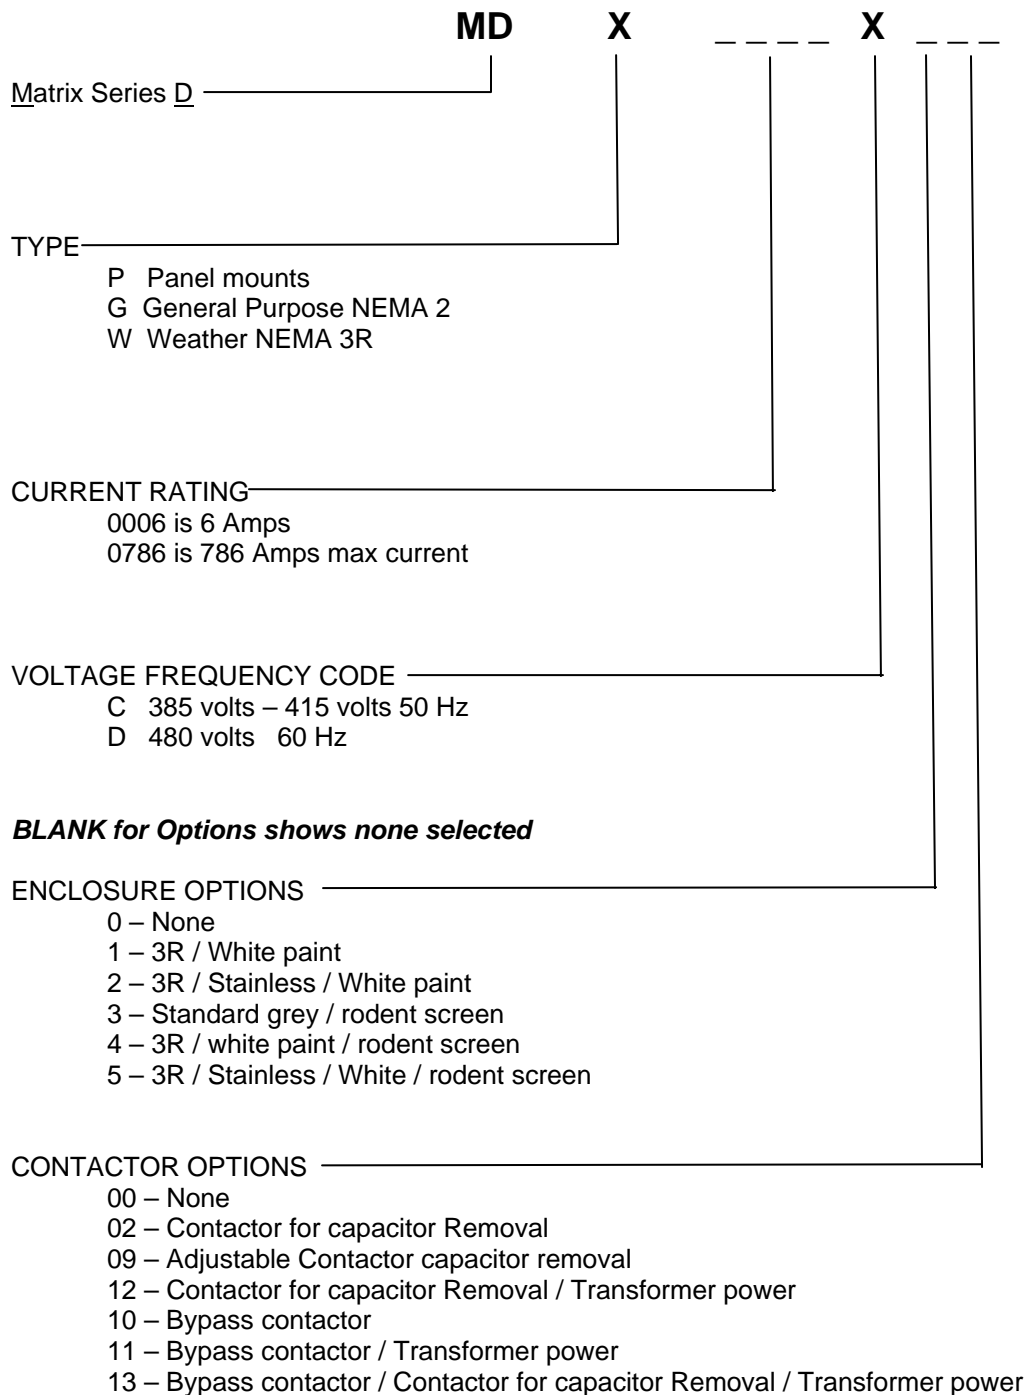 MD X _ _ _ _ X _ _ _
Matrix Series D
TYPE
P Panel mounts
G General Purpose NEMA 2
W Weather NEMA 3R
CURRENT RATING
0006 is 6 Amps
0786 is 786 Amps max current
VOLTAGE FREQUENCY CODE
C 385 volts – 415 volts 50 Hz
D 480 volts 60 Hz
BLANK for Options shows none selected
ENCLOSURE OPTIONS
0 – None
1 – 3R / White paint
2 – 3R / Stainless / White paint
3 – Standard grey / rodent screen
4 – 3R / white paint / rodent screen
5 – 3R / Stainless / White / rodent screen
CONTACTOR OPTIONS
00 – None
02 – Contactor for capacitor Removal
09 – Adjustable Contactor capacitor removal
12 – Contactor for capacitor Removal / Transformer power
10 – Bypass contactor
11 – Bypass contactor / Transformer power
13 – Bypass contactor / Contactor for capacitor Removal / Transformer power